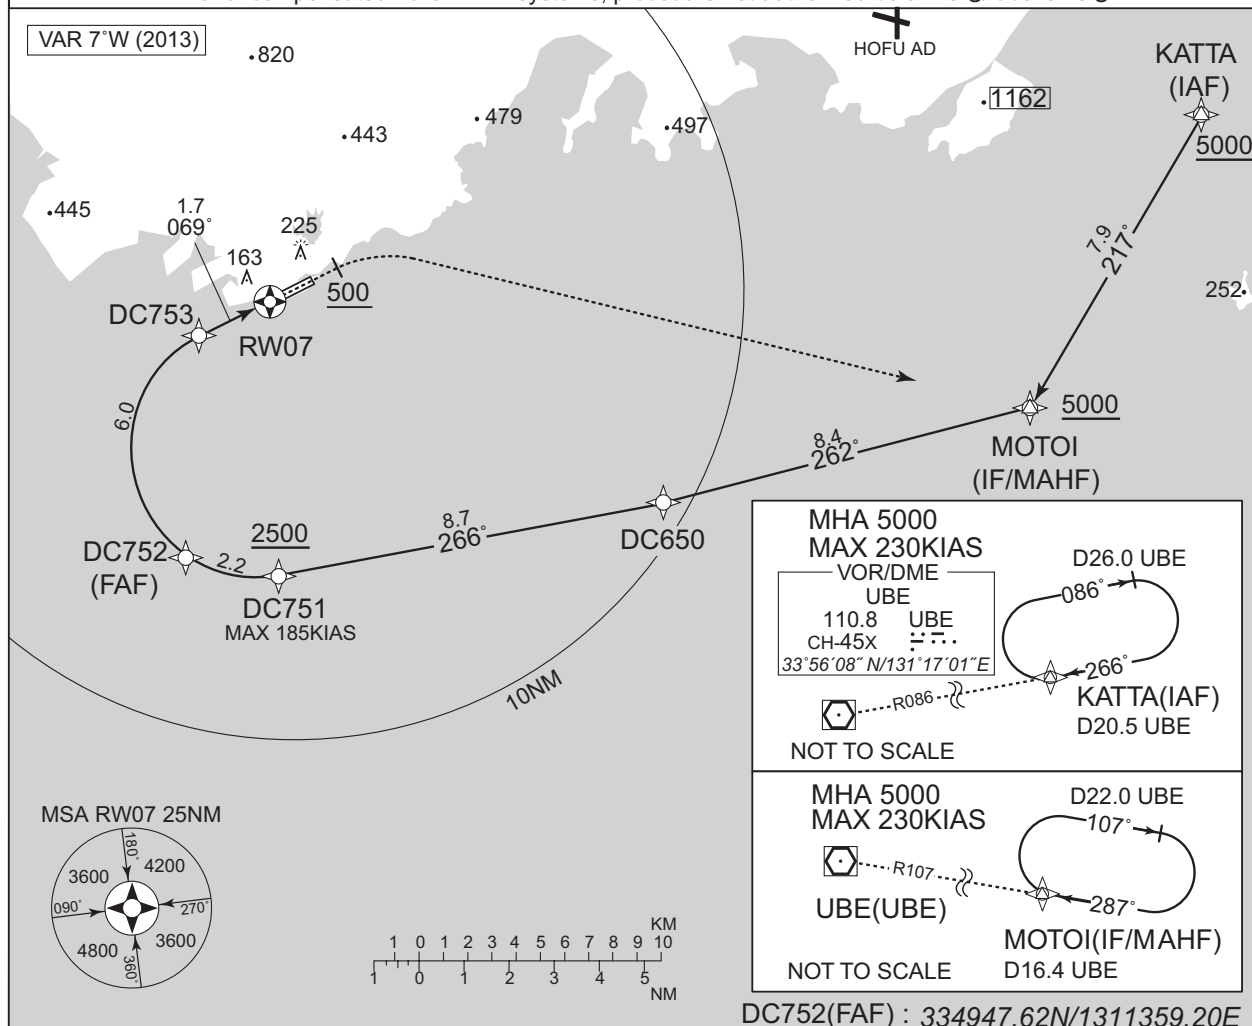 VAR 7°W (2013)
820
HOFU AD
KATTA
(IAF)
5000
1162
479
443
497
445
1.7
069°
225
163
500
7.9
217°
252
DC753
RW07
6.0
5000
MOTOI
(IF/MAHF)
8.4
262°
DC752
(FAF)
2.2
2500
DC751
MAX 185KIAS
8.7
266°
DC650
10NM
MHA 5000
MAX 230KIAS
VOR/DME
UBE
110.8 UBE
CH-45X
33°56′08″N/131°17′01″E
D26.0 UBE
086°
266°
R086
KATTA(IAF)
D20.5 UBE
NOT TO SCALE
MHA 5000
MAX 230KIAS
D22.0 UBE
107°
R107
287°
UBE(UBE)
MOTOI(IF/MAHF)
D16.4 UBE
NOT TO SCALE
MSA RW07 25NM
180°
3600 4200
090° 270°
4800 3600
360°
KM
1 0 1 2 3 4 5 6 7 8 9 10
1 0 1 2 3 4 5
NM
DC752(FAF) : 334947.62N/1311359.20E